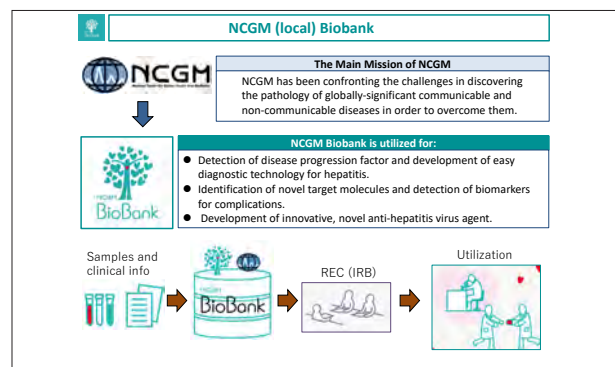 NCGM (local) Biobank
NCGM
The Main Mission of NCGM
NCGM has been confronting the challenges in discovering
the pathology of globally-significant communicable and
non-communicable diseases in order to overcome them.
NCGM
BioBank
NCGM Biobank is utilized for:
● Detection of disease progression factor and development of easy
diagnostic technology for hepatitis.
● Identification of novel target molecules and detection of biomarkers
for complications.
● Development of innovative, novel anti-hepatitis virus agent.
Samples and
clinical info
NCGM
BioBank
REC (IRB)
Utilization